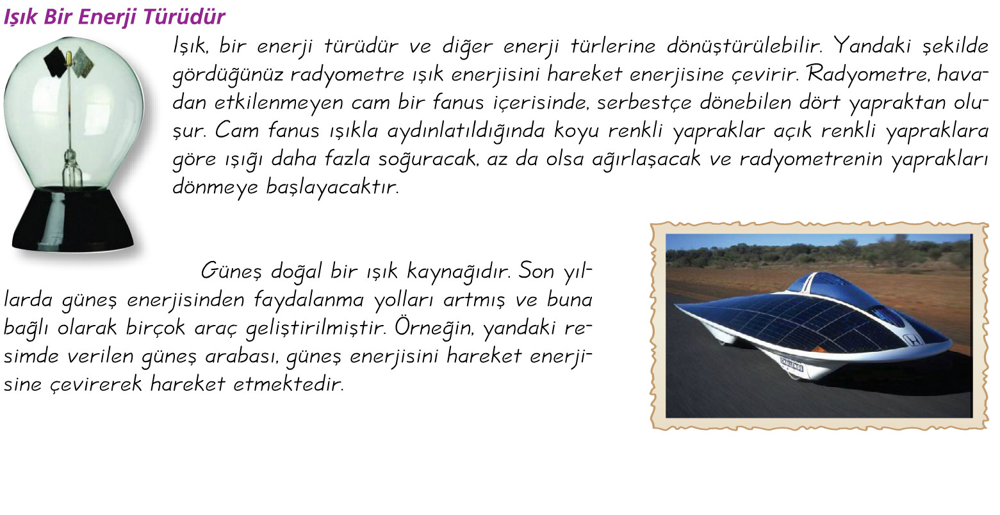 Işık Bir Enerji Türüdür
Işık, bir enerji türüdür ve diğer enerji türlerine dönüştürülebilir. Yandaki şekilde
gördüğünüz radyometre ışık enerjisini hareket enerjisine çevirir. Radyometre, hava-
dan etkilenmeyen cam bir fanus içerisinde, serbestçe dönebilen dört yapraktan olu-
şur. Cam fanus ışıkla aydınlatıldığında koyu renkli yapraklar açık renkli yapraklara
göre ışığı daha fazla soğuracak, az da olsa ağırlaşacak ve radyometrenin yaprakları
dönmeye başlayacaktır.
Güneş doğal bir ışık kaynağıdır. Son yıl-
larda güneş enerjisinden faydalanma yolları artmış ve buna
bağlı olarak birçok araç geliştirilmiştir. Örneğin, yandaki re-
simde verilen güneş arabası, güneş enerjisini hareket enerji-
sine çevirerek hareket etmektedir.
CHALLENGE